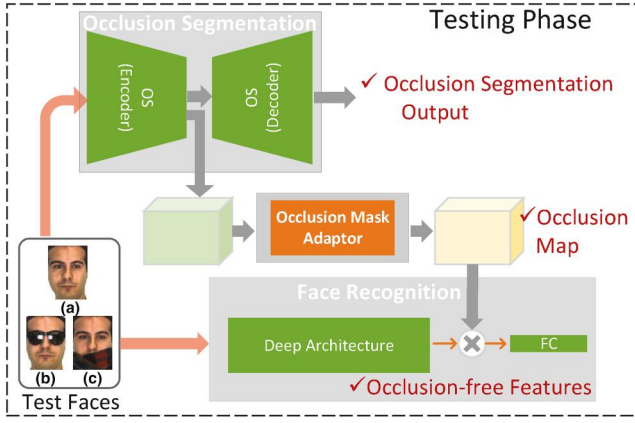 Occlusion Segmentation
Testing Phase
OS
(Encoder)
OS
(Decoder)
✓ Occlusion Segmentation
Output
Occlusion Mask
Adaptor
✓Occlusion
Map
Face Recognition
(a)
(b) (c)
Test Faces
Deep Architecture
FC
✓Occlusion-free Features